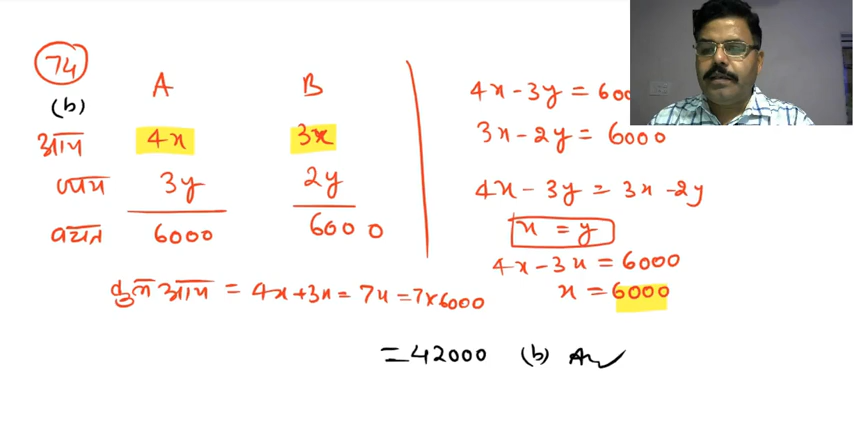 74
(b)
A B
आय 4x 3x
व्यय 3y 2y
बचत 6000 6000
कुल आय = 4x+3x = 7x = 7×6000
= 42000 (b) Ans
4x - 3y = 600
3x - 2y = 6000
4x - 3y = 3x - 2y
x = y
4x - 3x = 6000
x = 6000